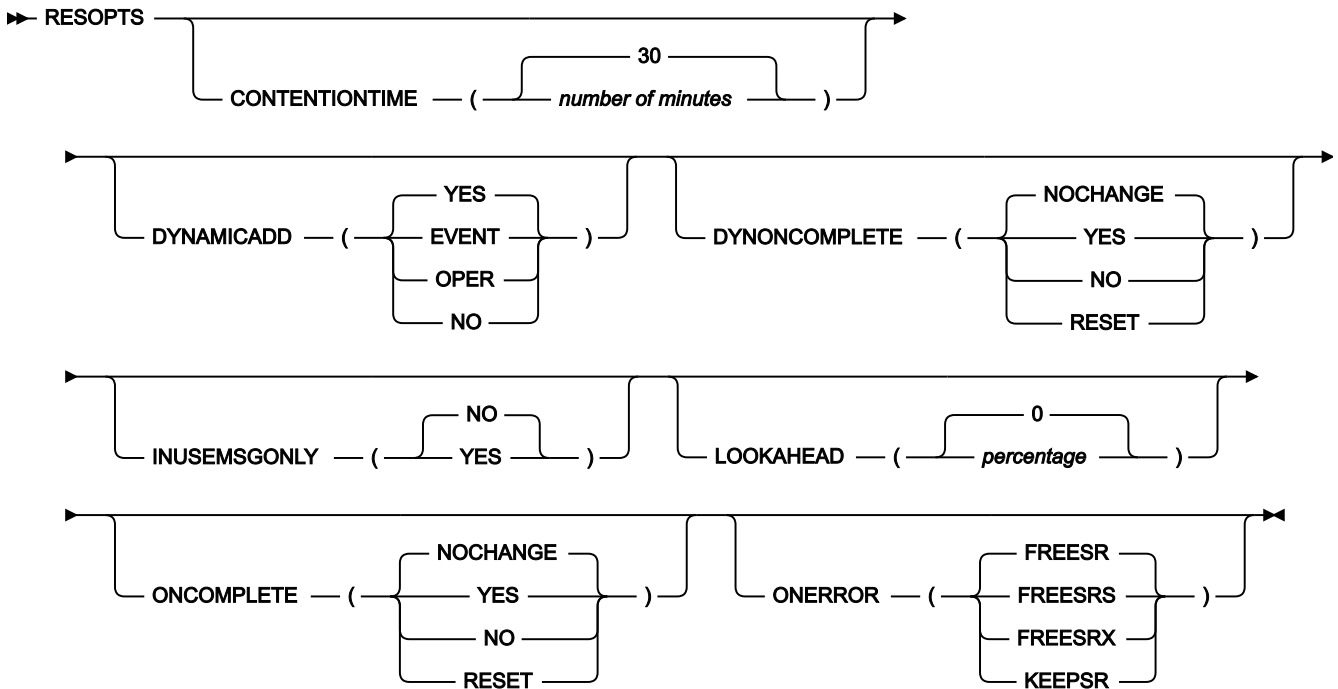 RESOPTS
30
CONTENTIONTIME ( number of minutes )
YES
DYNAMICADD ( EVENT )
OPER
NO
NOCHANGE
DYNONCOMPLETE ( YES )
NO
RESET
NO
INUSEMSGONLY ( YES )
0
LOOKAHEAD ( percentage )
NOCHANGE
ONCOMPLETE ( YES )
NO
RESET
FREESR
ONERROR ( FREESRS )
FREESRX
KEEPSR